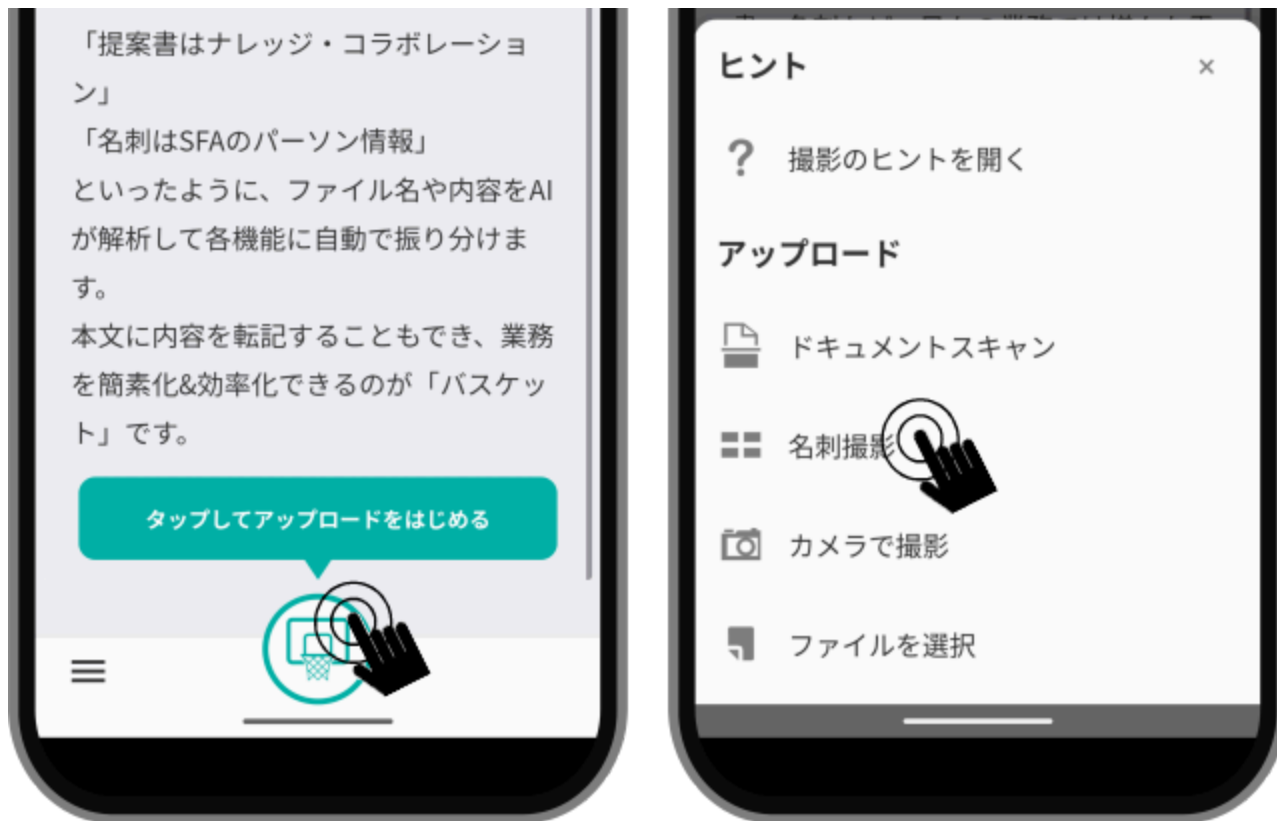 「提案書はナレッジ・コラボレーショ
ン」
「名刺はSFAのパーソン情報」
といったように、ファイル名や内容をAI
が解析して各機能に自動で振り分けま
す。
本文に内容を転記することもでき、業務
を簡素化&効率化できるのが「バスケッ
ト」です。
タップしてアップロードをはじめる
ヒント
×
撮影のヒントを開く
アップロード
ドキュメントスキャン
名刺撮影
カメラで撮影
ファイルを選択